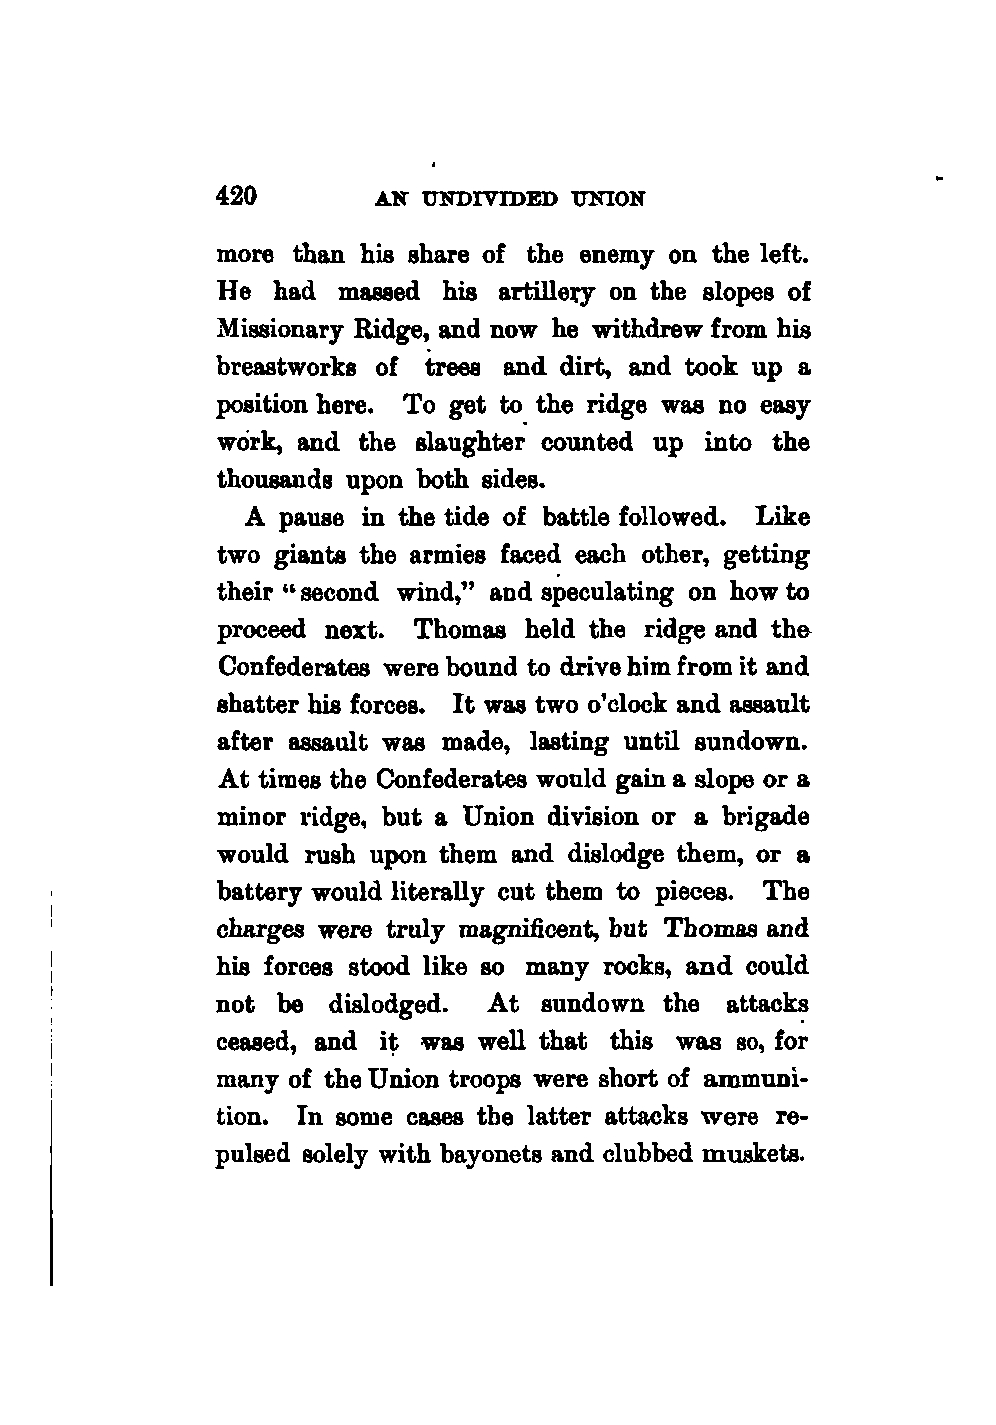 420 AN UNDIVIDED UNION
more than his share of the enemy on the left.
He had massed his artillery on the slopes of
Missionary Ridge, and now he withdrew from his
breastworks of trees and dirt, and took up a
position here. To get to the ridge was no easy
work, and the slaughter counted up into the
thousands upon both sides.
A pause in the tide of battle followed. Like
two giants the armies faced each other, getting
their “second wind,” and speculating on how to
proceed next. Thomas held the ridge and the
Confederates were bound to drive him from it and
shatter his forces. It was two o'clock and assault
after assault was made, lasting until sundown.
At times the Confederates would gain a slope or a
minor ridge, but a Union division or a brigade
would rush upon them and dislodge them, or a
battery would literally cut them to pieces. The
charges were truly magnificent, but Thomas and
his forces stood like so many rocks, and could
not be dislodged. At sundown the attacks
ceased, and it was well that this was so, for
many of the Union troops were short of ammuni-
tion. In some cases the latter attacks were re-
pulsed solely with bayonets and clubbed muskets.